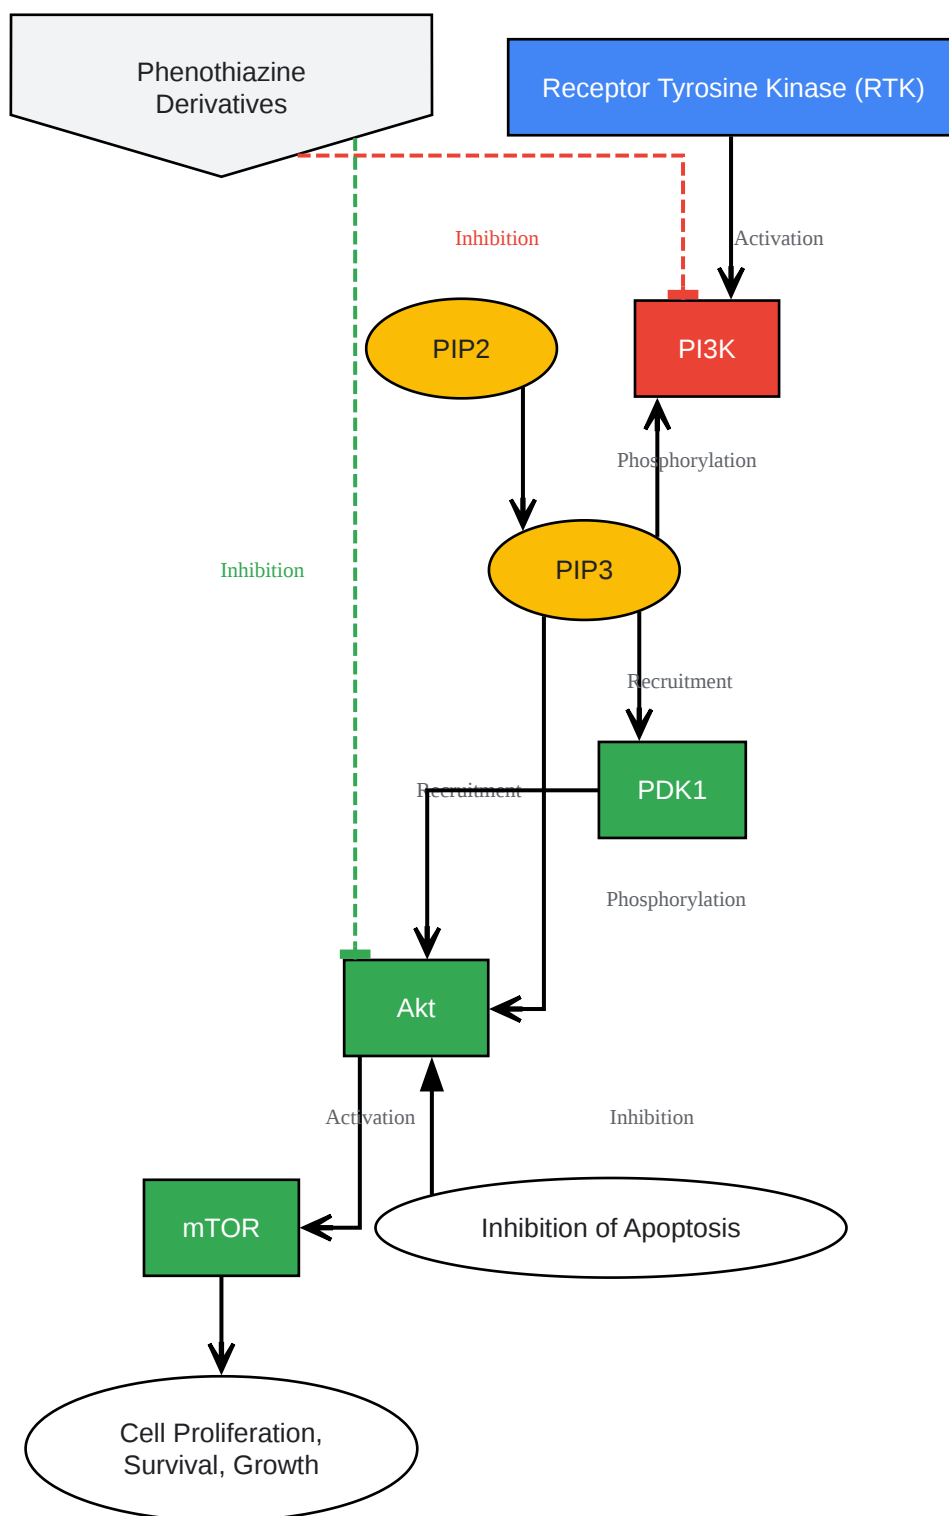 Phenothiazine
Derivatives
Receptor Tyrosine Kinase (RTK)
Inhibition
Activation
PIP2
PI3K
Phosphorylation
Inhibition
PIP3
Recruitment
Recruitment
PDK1
Phosphorylation
Akt
Activation
Inhibition
mTOR
Inhibition of Apoptosis
Cell Proliferation,
Survival, Growth